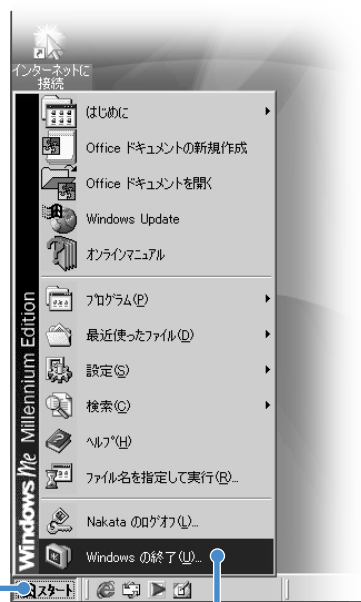 インターネットに
接続
はじめに
Office ドキュメントの新規作成
Office ドキュメントを開く
Windows Update
オンラインマニュアル
プログラム(P)
最近使ったファイル(D)
設定(S)
検索(C)
ヘルプ(H)
ファイル名を指定して実行(R)...
Nakata のログオフ(L)...
Windows の終了(U)...
Windows Me Millennium Edition
スタート